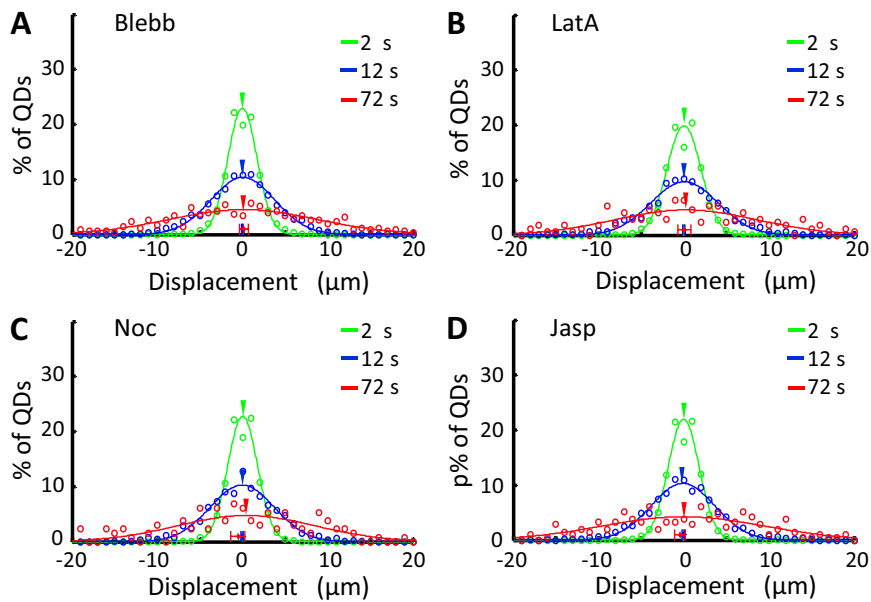 A Blebb
2 s
12 s
72 s
% of QDs
30
20
10
0
-20 -10 0 10 20
Displacement (μm)
B LatA
2 s
12 s
72 s
% of QDs
30
20
10
0
-20 -10 0 10 20
Displacement (μm)
C Noc
2 s
12 s
72 s
% of QDs
30
20
10
0
-20 -10 0 10 20
Displacement (μm)
D Jasp
2 s
12 s
72 s
p% of QDs
30
20
10
0
-20 -10 0 10 20
Displacement (μm)